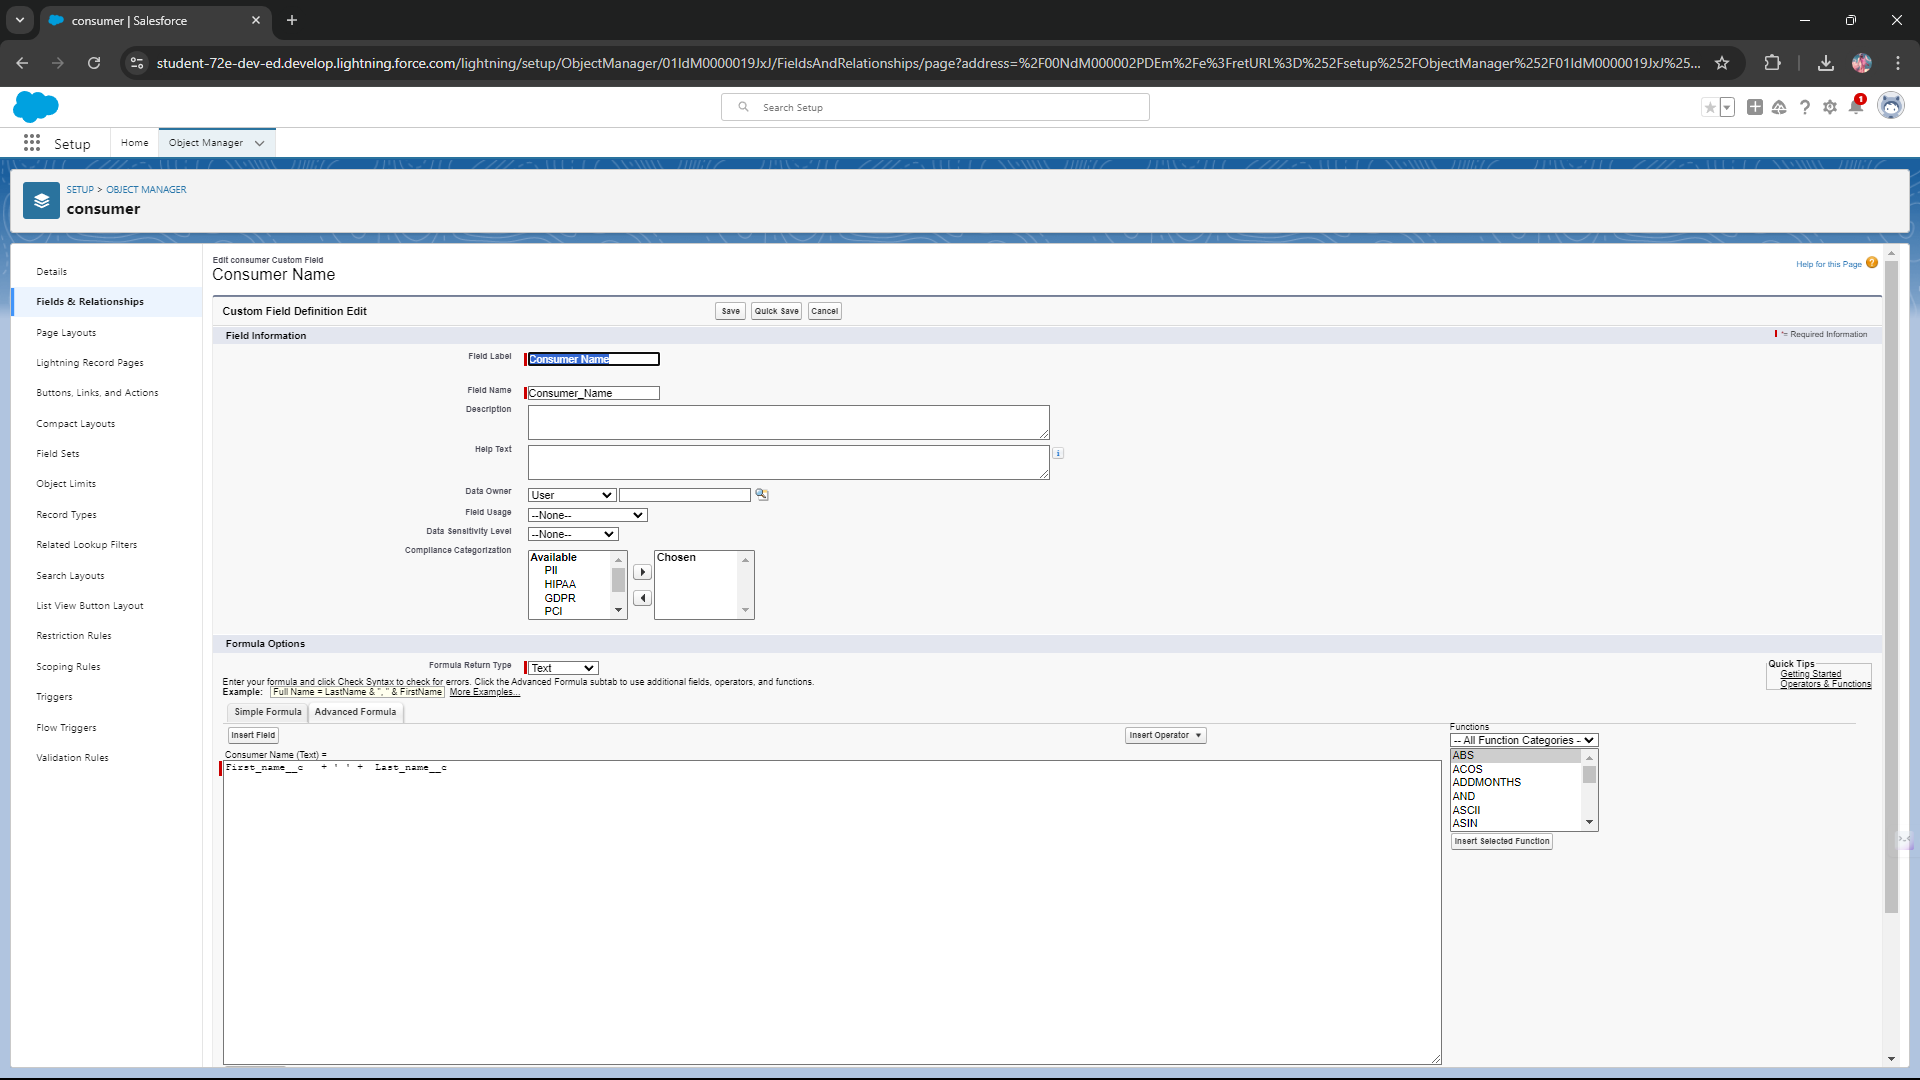 consumer | Salesforce
student-72e-dev-ed.develop.lightning.force.com/lightning/setup/ObjectManager/01IdM0000019JxJ/FieldsAndRelationships/page?address=%2F00NdM000002PDEm%2Fe%3FretURL%3D%252Fsetup%252FObjectManager%252F01IdM0000019JxJ%25...
Search Setup
1
Setup
Home
Object Manager
SETUP > OBJECT MANAGER
consumer
Details
Fields & Relationships
Page Layouts
Lightning Record Pages
Buttons, Links, and Actions
Compact Layouts
Field Sets
Object Limits
Record Types
Related Lookup Filters
Search Layouts
List View Button Layout
Restriction Rules
Scoping Rules
Triggers
Flow Triggers
Validation Rules
Edit consumer Custom Field
Consumer Name
Help for this Page ?
Custom Field Definition Edit
Save
Quick Save
Cancel
Field Information
= Required Information
Field Label
Consumer Name
Field Name
Consumer_Name
Description
Help Text
i
Data Owner
User
Field Usage
--None--
Data Sensitivity Level
--None--
Compliance Categorization
Available
PII
HIPAA
GDPR
PCI
Chosen
Formula Options
Formula Return Type
Text
Quick Tips
Getting Started
Operators & Functions
Enter your formula and click Check Syntax to check for errors. Click the Advanced Formula subtab to use additional fields, operators, and functions.
Example: Full Name = LastName & ", " & FirstName More Examples...
Simple Formula
Advanced Formula
Insert Field
Insert Operator
Functions
-- All Function Categories -
ABS
ACOS
ADDMONTHS
AND
ASCII
ASIN
Insert Selected Function
Consumer Name (Text) =
First_name__c + ' ' + Last_name__c